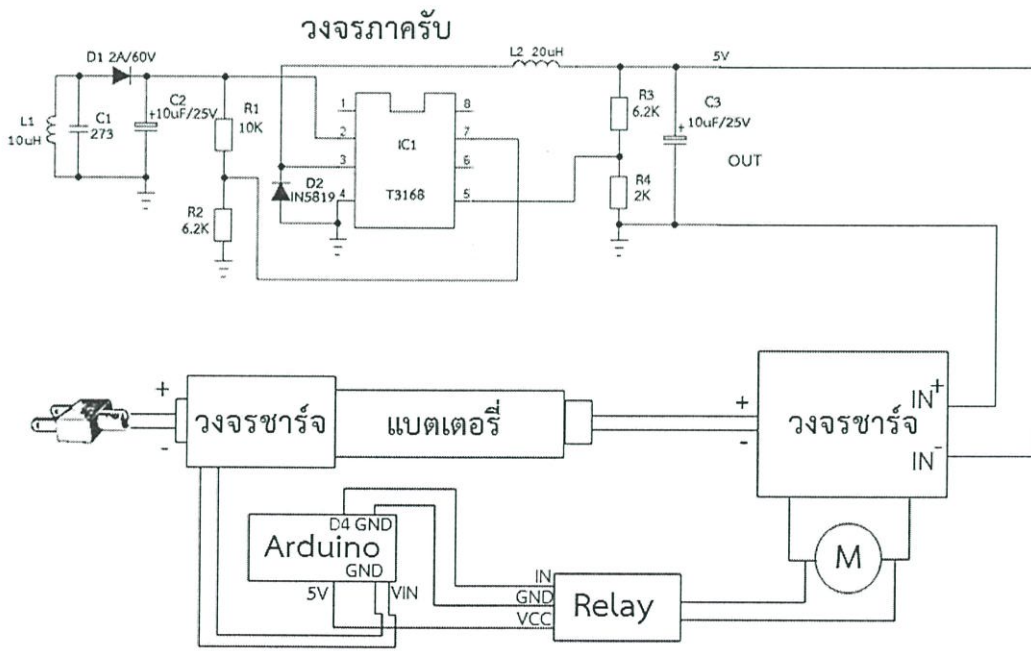 วงจรภาครับ
D1 2A/60V
L2 20uH
5V
L1
10uH
C1
273
C2
+10uF/25V
R1
10K
R2
6.2K
D2
IN5819
1
2
3
4
IC1
T3168
8
7
6
5
R3
6.2K
R4
2K
C3
+10uF/25V
OUT
+
-
วงจรชาร์จ
แบตเตอรี่
+
-
วงจรชาร์จ
IN+
IN-
D4 GND
Arduino
GND
5V
VIN
IN
GND
VCC
Relay
M